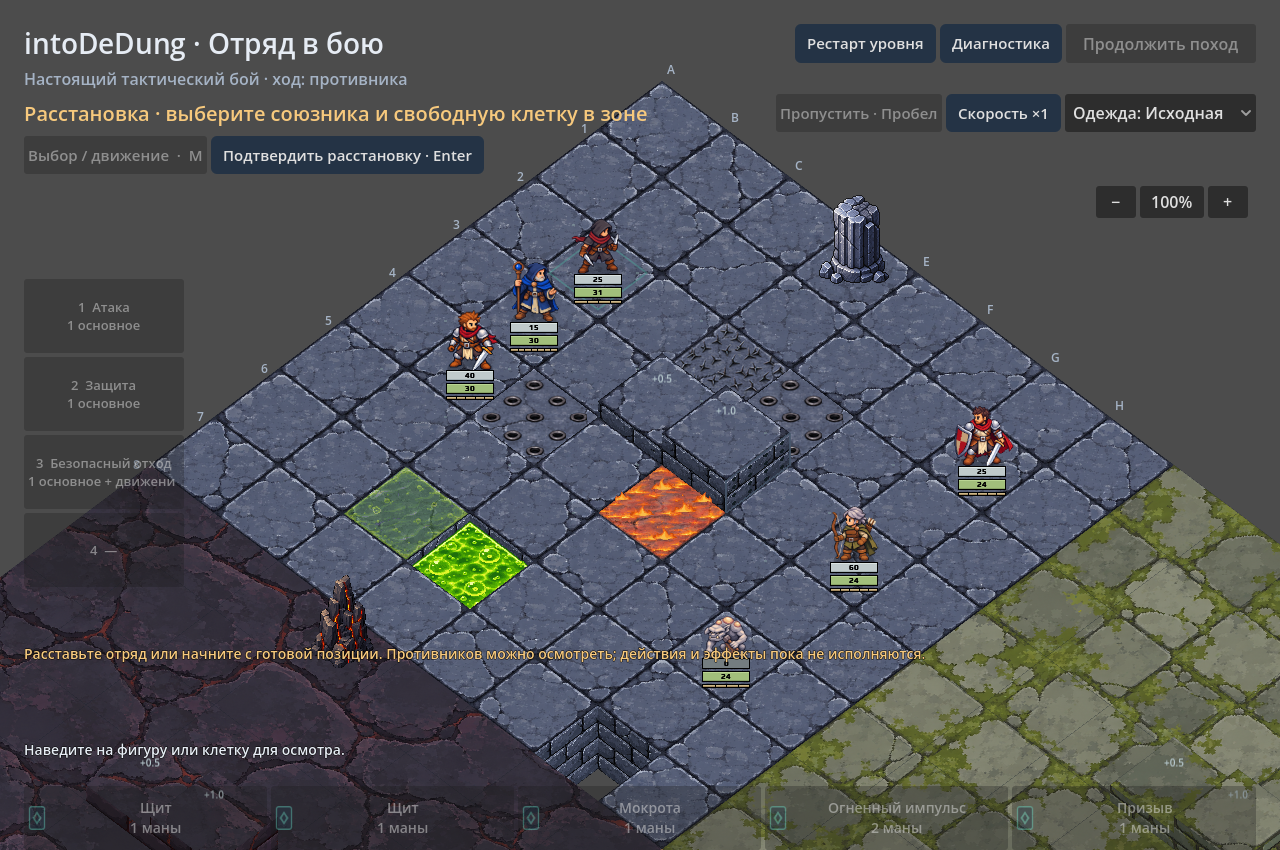 intoDeDung · Отряд в бою
Рестарт уровня
Диагностика
Продолжить поход
Настоящий тактический бой · ход: противника
Расстановка · выберите союзника и свободную клетку в зоне
Пропустить · Пробел
Скорость ×1
Одежда: Исходная
Выбор / движение · М
Подтвердить расстановку · Enter
−
100%
+
A
B
C
E
F
G
H
1
2
3
4
5
6
7
8
25
31
15
30
40
30
+0.5
+1.0
25
24
60
24
24
1 Атака
1 основное
2 Защита
1 основное
3 Безопасный отход
1 основное + движени
4 —
Расставьте отряд или начните с готовой позиции. Противников можно осмотреть; действия и эффекты пока не исполняются.
Наведите на фигуру или клетку для осмотра.
+0.5
+1.0
+0.5
+1.0
Щит
1 маны
Щит
1 маны
Мокрота
1 маны
Огненный импульс
2 маны
Призыв
1 маны